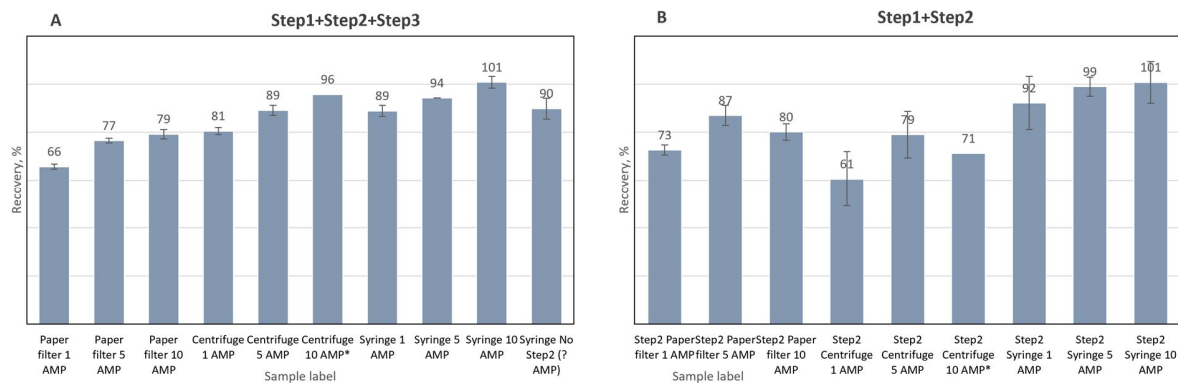 A
Step1+Step2+Step3
Recovery, %
66
77
79
81
89
96
89
94
101
90
Paper filter 1 AMP
Paper filter 5 AMP
Paper filter 10 AMP
Centrifuge 1 AMP
Centrifuge 5 AMP
Centrifuge 10 AMP*
Syringe 1 AMP
Syringe 5 AMP
Syringe 10 AMP
Syringe No Step2 (? AMP)
Sample label
B
Step1+Step2
Recovery, %
73
87
80
61
79
71
92
99
101
Step2 Paper filter 1 AMP
Step2 Paper filter 5 AMP
Step2 Paper filter 10 AMP
Step2 Centrifuge 1 AMP
Step2 Centrifuge 5 AMP
Step2 Centrifuge 10 AMP*
Step2 Syringe 1 AMP
Step2 Syringe 5 AMP
Step2 Syringe 10 AMP
Sample label